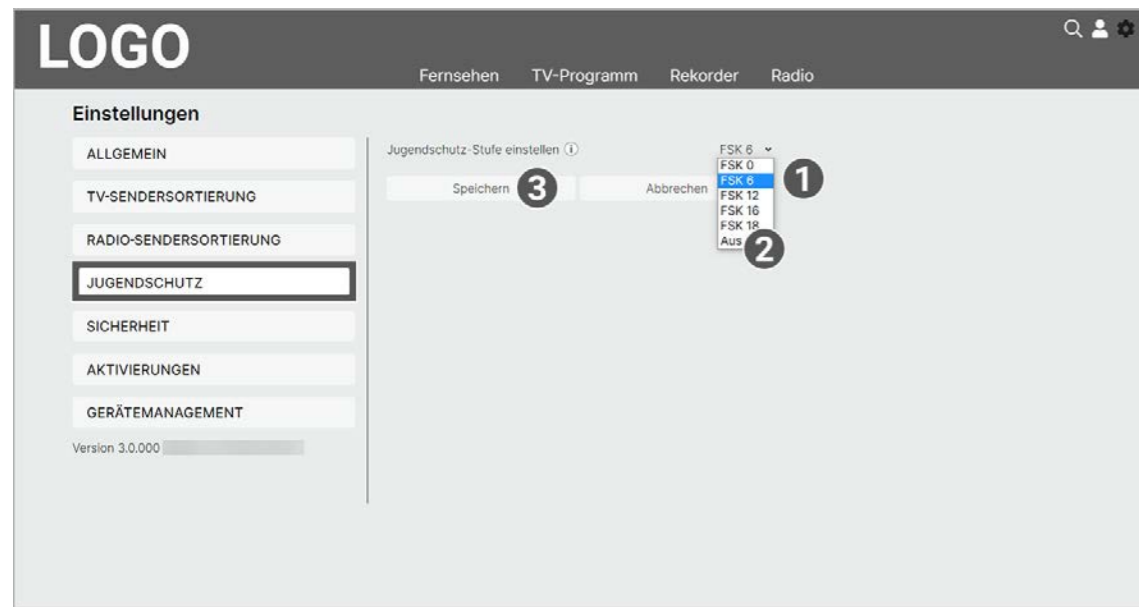 LOGO
Fernsehen TV-Programm Rekorder Radio
Einstellungen
ALLGEMEIN
TV-SENDERSORTIERUNG
RADIO-SENDERSORTIERUNG
JUGENDSCHUTZ
SICHERHEIT
AKTIVIERUNGEN
GERÄTEMANAGEMENT
Version 3.0.000
Jugendschutz-Stufe einstellen i FSK 6
FSK 0
FSK 6
FSK 12
FSK 16
FSK 18
Aus
1
2
Speichern 3 Abbrechen